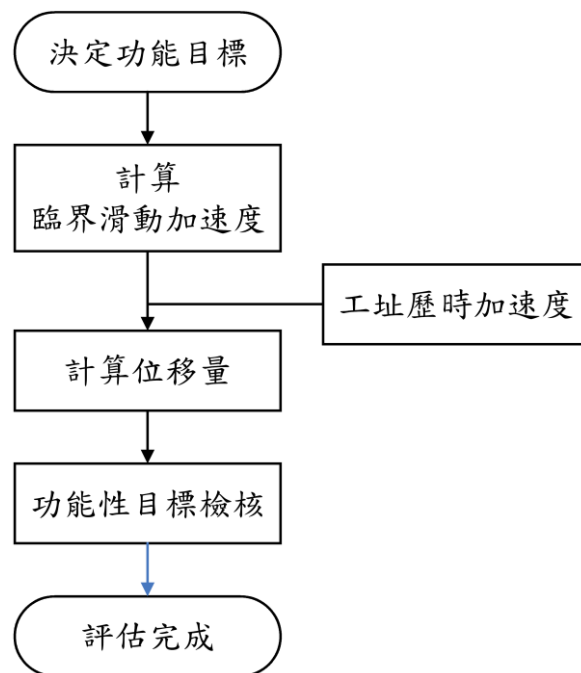 決定功能目標
計算
臨界滑動加速度
工址歷時加速度
計算位移量
功能性目標檢核
評估完成